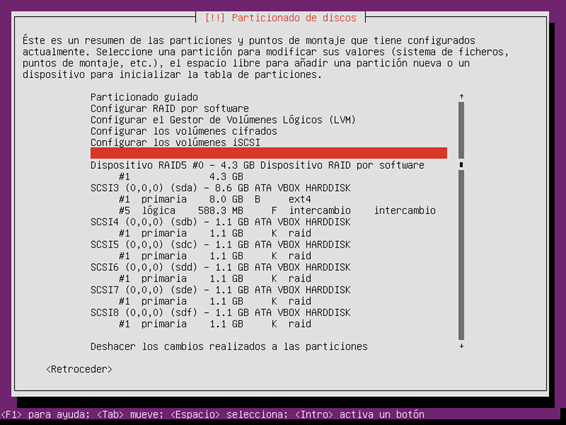 [!!] Particionado de discos
Éste es un resumen de las particiones y puntos de montaje que tiene configurados
actualmente. Seleccione una partición para modificar sus valores (sistema de ficheros,
puntos de montaje, etc.), el espacio libre para añadir una partición nueva o un
dispositivo para inicializar la tabla de particiones.
Particionado guiado
Configurar RAID por software
Configurar el Gestor de Volúmenes Lógicos (LVM)
Configurar los volúmenes cifrados
Configurar los volúmenes iSCSI
Dispositivo RAID5 #0 – 4.3 GB Dispositivo RAID por software
#1 4.3 GB
SCSI3 (0,0,0) (sda) – 8.6 GB ATA VBOX HARDDISK
#1 primaria 8.0 GB B ext4
#5 lógica 588.3 MB F intercambio intercambio
SCSI4 (0,0,0) (sdb) – 1.1 GB ATA VBOX HARDDISK
#1 primaria 1.1 GB K raid
SCSI5 (0,0,0) (sdc) – 1.1 GB ATA VBOX HARDDISK
#1 primaria 1.1 GB K raid
SCSI6 (0,0,0) (sdd) – 1.1 GB ATA VBOX HARDDISK
#1 primaria 1.1 GB K raid
SCSI7 (0,0,0) (sde) – 1.1 GB ATA VBOX HARDDISK
#1 primaria 1.1 GB K raid
SCSI8 (0,0,0) (sdf) – 1.1 GB ATA VBOX HARDDISK
#1 primaria 1.1 GB K raid
Deshacer los cambios realizados a las particiones
<Retroceder>
<F1> para ayuda; <Tab> mueve; <Espacio> selecciona; <Intro> activa un botón